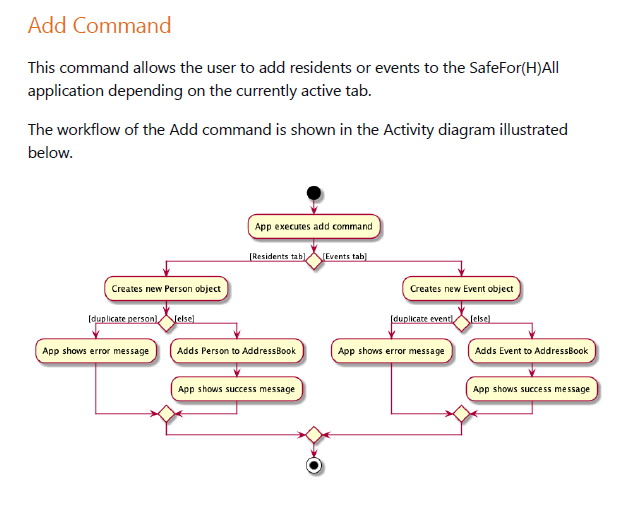 Add Command
This command allows the user to add residents or events to the SafeFor(H)All
application depending on the currently active tab.
The workflow of the Add command is shown in the Activity diagram illustrated
below.
App executes add command
[Residents tab] [Events tab]
Creates new Person object
Creates new Event object
[duplicate person] [else]
[duplicate event] [else]
App shows error message
Adds Person to AddressBook
App shows error message
Adds Event to AddressBook
App shows success message
App shows success message